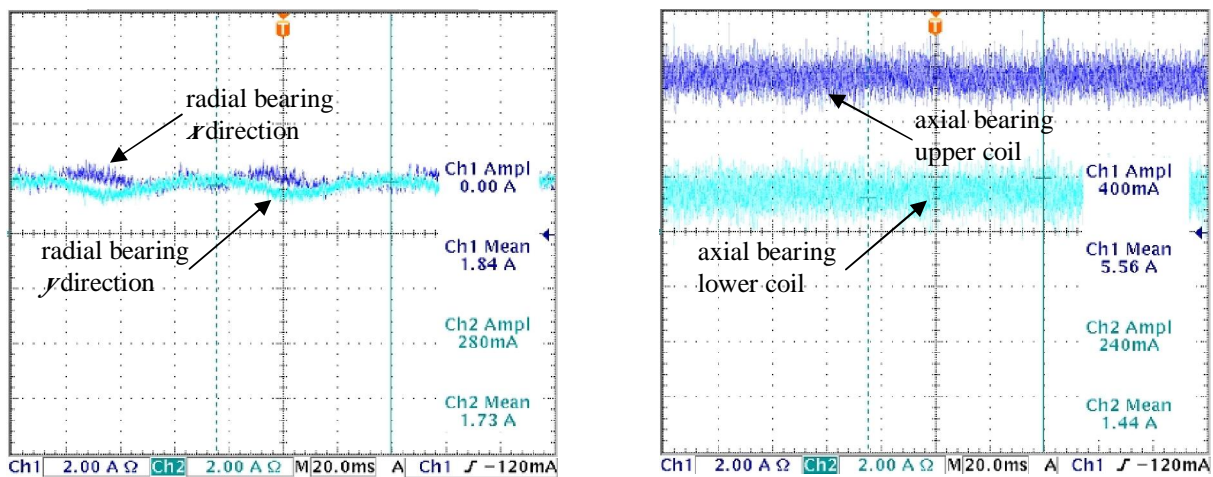 T
radial bearing
x direction
Ch1 Ampl
0.00 A
radial bearing
y direction
Ch1 Mean
1.84 A
Ch2 Ampl
280mA
Ch2 Mean
1.73 A
Ch1 2.00 A Ω Ch2 2.00 A Ω M 20.0ms A Ch1 ∫ -120mA
T
axial bearing
upper coil
Ch1 Ampl
400mA
axial bearing
lower coil
Ch1 Mean
5.56 A
Ch2 Ampl
240mA
Ch2 Mean
1.44 A
Ch1 2.00 A Ω Ch2 2.00 A Ω M 20.0ms A Ch1 ∫ -120mA